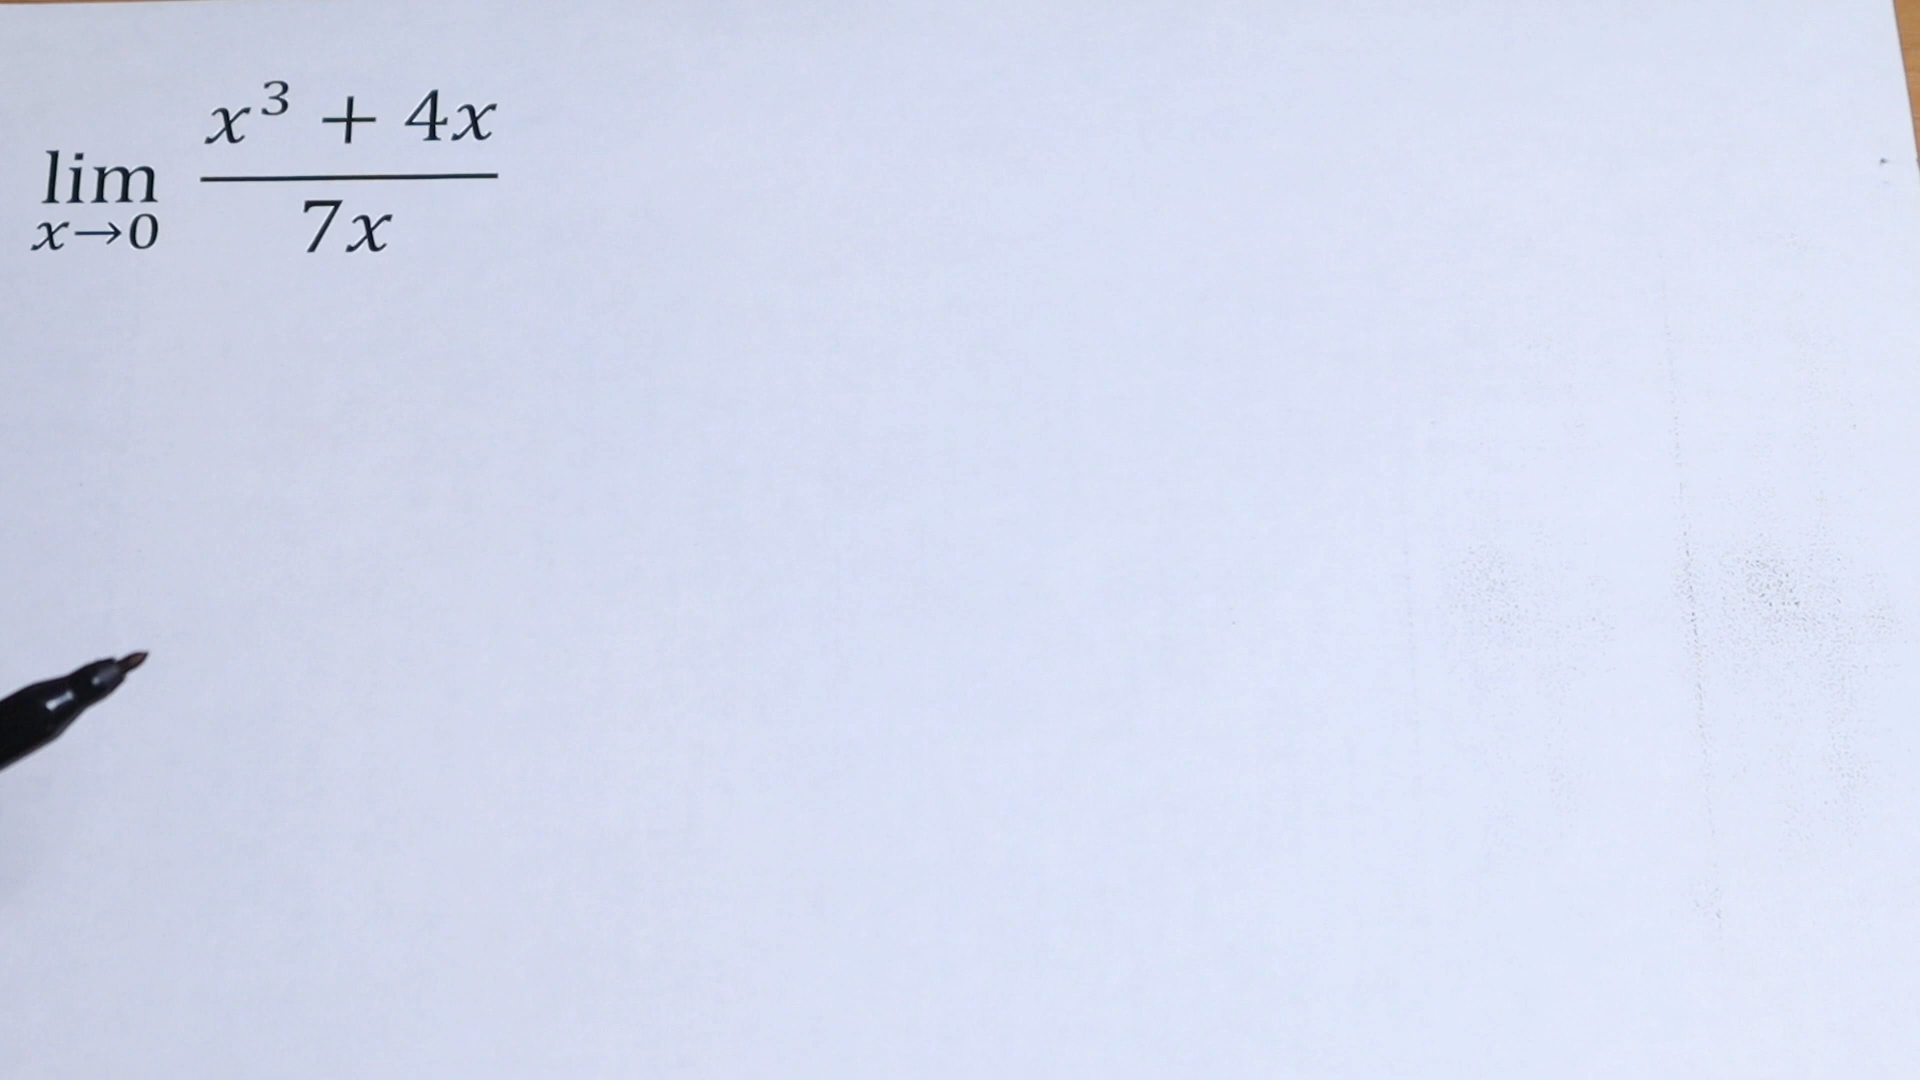 lim x→0 x³ + 4x / 7x